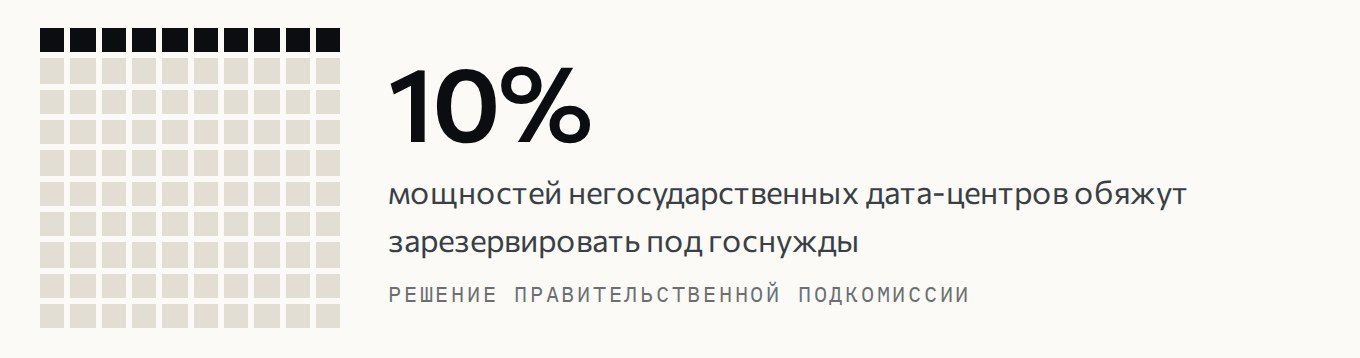 10%
мощностей негосударственных дата-центров обяжут
зарезервировать под госнужды
РЕШЕНИЕ ПРАВИТЕЛЬСТВЕННОЙ ПОДКОМИССИИ